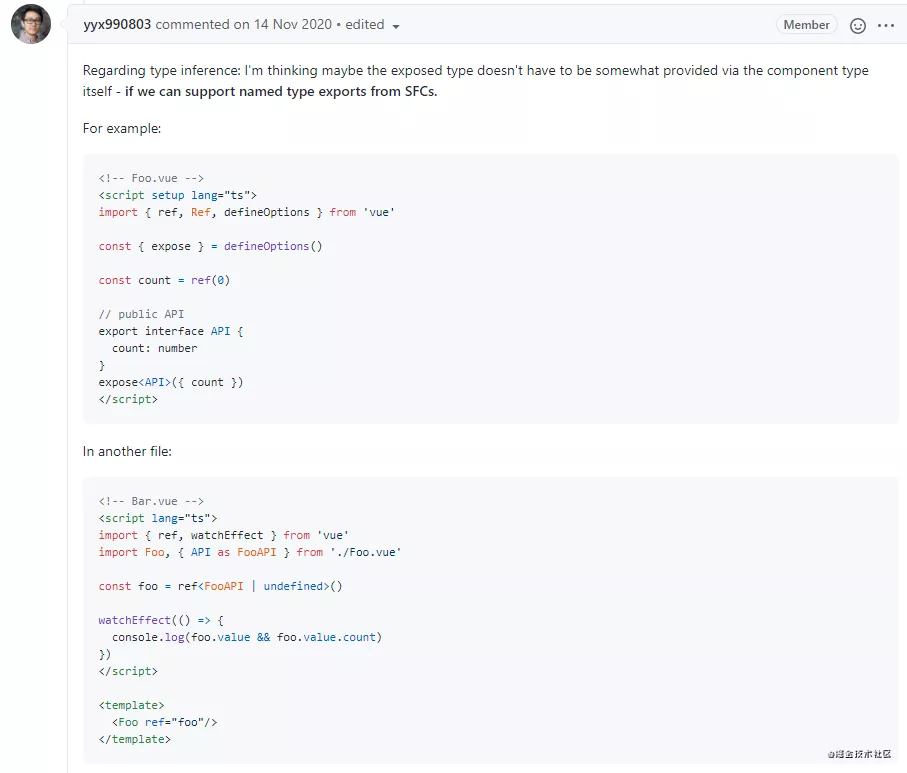 yyx990803 commented on 14 Nov 2020 • edited
Member
Regarding type inference: I'm thinking maybe the exposed type doesn't have to be somewhat provided via the component type
itself - if we can support named type exports from SFCs.
For example:
<!-- Foo.vue -->
<script setup lang="ts">
import { ref, Ref, defineOptions } from 'vue'
const { expose } = defineOptions()
const count = ref(0)
// public API
export interface API {
  count: number
}
expose<API>({ count })
</script>
In another file:
<!-- Bar.vue -->
<script lang="ts">
import { ref, watchEffect } from 'vue'
import Foo, { API as FooAPI } from './Foo.vue'
const foo = ref<FooAPI | undefined>()
watchEffect(() => {
  console.log(foo.value && foo.value.count)
})
</script>
<template>
  <Foo ref="foo"/>
</template>
@掘金技术社区